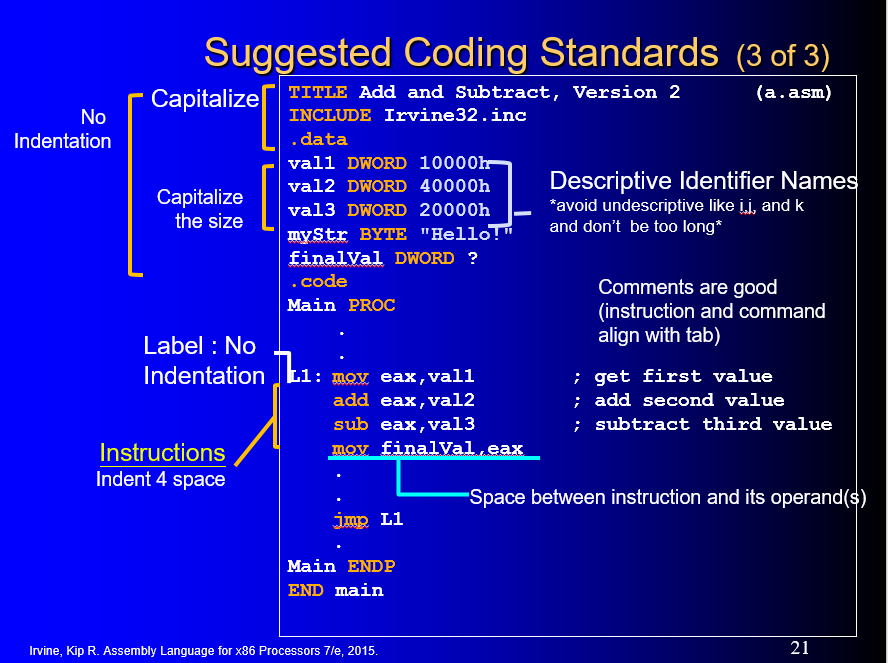 Suggested Coding Standards (3 of 3)
No
Indentation
Capitalize
Capitalize
the size
TITLE Add and Subtract, Version 2 (a.asm)
INCLUDE Irvine32.inc
.data
val1 DWORD 10000h
val2 DWORD 40000h
val3 DWORD 20000h
myStr BYTE "Hello!"
finalVal DWORD ?
.code
Main PROC
.
.
L1: mov eax,val1 ; get first value
add eax,val2 ; add second value
sub eax,val3 ; subtract third value
mov finalVal,eax
.
.
jmp L1
.
Main ENDP
END main
Descriptive Identifier Names
*avoid undescriptive like i,j, and k
and don’t be too long*
Comments are good
(instruction and command
align with tab)
Label : No
Indentation
Instructions
Indent 4 space
Space between instruction and its operand(s)
Irvine, Kip R. Assembly Language for x86 Processors 7/e, 2015.
21